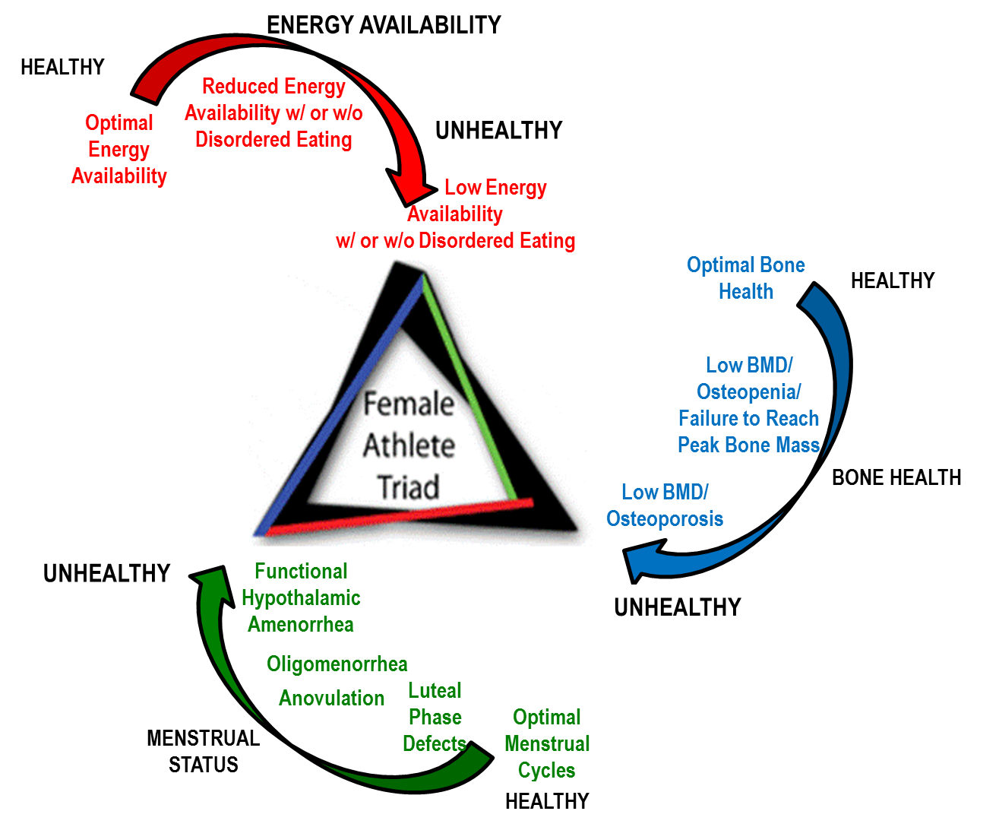 ENERGY AVAILABILITY
HEALTHY
Reduced Energy
Availability w/ or w/o
Disordered Eating
Optimal
Energy
Availability
UNHEALTHY
Low Energy
Availability
w/ or w/o Disordered Eating
Optimal Bone
Health
HEALTHY
Low BMD/
Osteopenia/
Failure to Reach
Peak Bone Mass
BONE HEALTH
Low BMD/
Osteoporosis
UNHEALTHY
Female
Athlete
Triad
UNHEALTHY
Functional
Hypothalamic
Amenorrhea
Oligomenorrhea
Anovulation
Luteal
Phase
Defects
Optimal
Menstrual
Cycles
HEALTHY
MENSTRUAL
STATUS